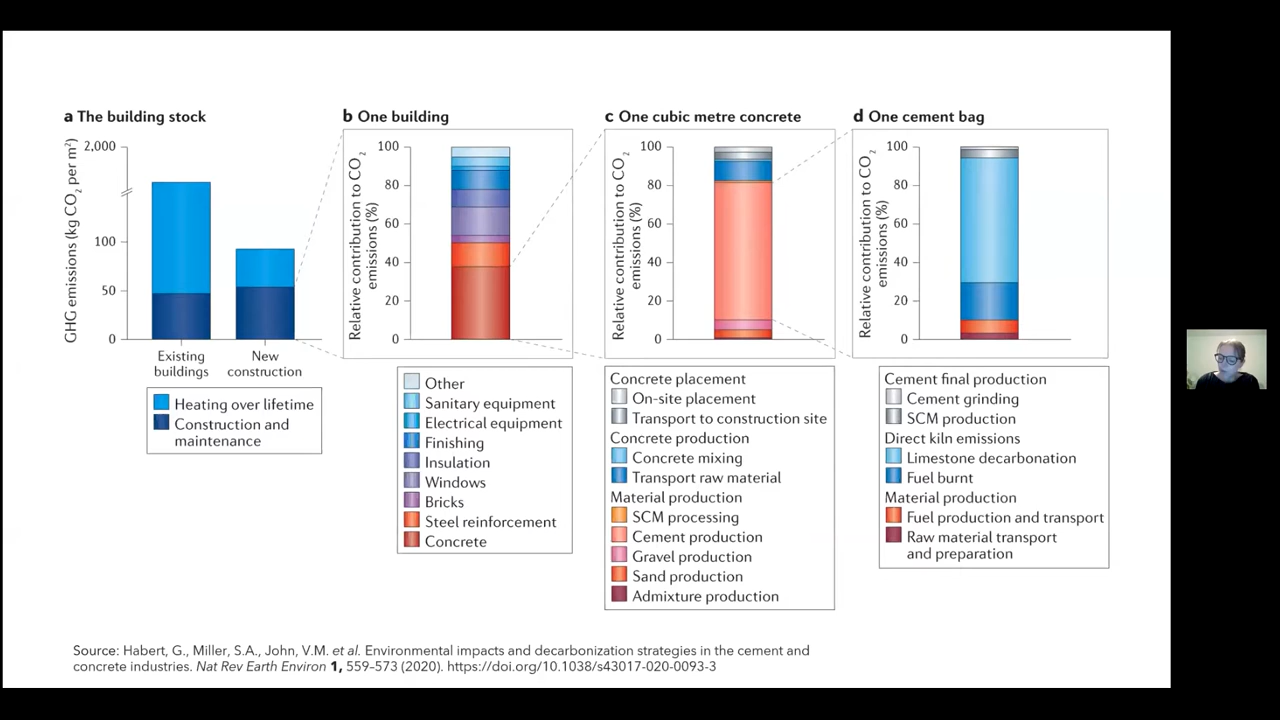 a The building stock
GHG emissions (kg CO2 per m²)
2,000
100
50
0
Existing
buildings
New
construction
Heating over lifetime
Construction and
maintenance
b One building
Relative contribution to CO2
emissions (%)
100
80
60
40
20
0
Other
Sanitary equipment
Electrical equipment
Finishing
Insulation
Windows
Bricks
Steel reinforcement
Concrete
c One cubic metre concrete
Relative contribution to CO2
emissions (%)
100
80
60
40
20
0
Concrete placement
On-site placement
Transport to construction site
Concrete production
Concrete mixing
Transport raw material
Material production
SCM processing
Cement production
Gravel production
Sand production
Admixture production
d One cement bag
Relative contribution to CO2
emissions (%)
100
80
60
40
20
0
Cement final production
Cement grinding
SCM production
Direct kiln emissions
Limestone decarbonation
Fuel burnt
Material production
Fuel production and transport
Raw material transport
and preparation
Source: Habert, G., Miller, S.A., John, V.M. et al. Environmental impacts and decarbonization strategies in the cement and
concrete industries. Nat Rev Earth Environ 1, 559–573 (2020). https://doi.org/10.1038/s43017-020-0093-3